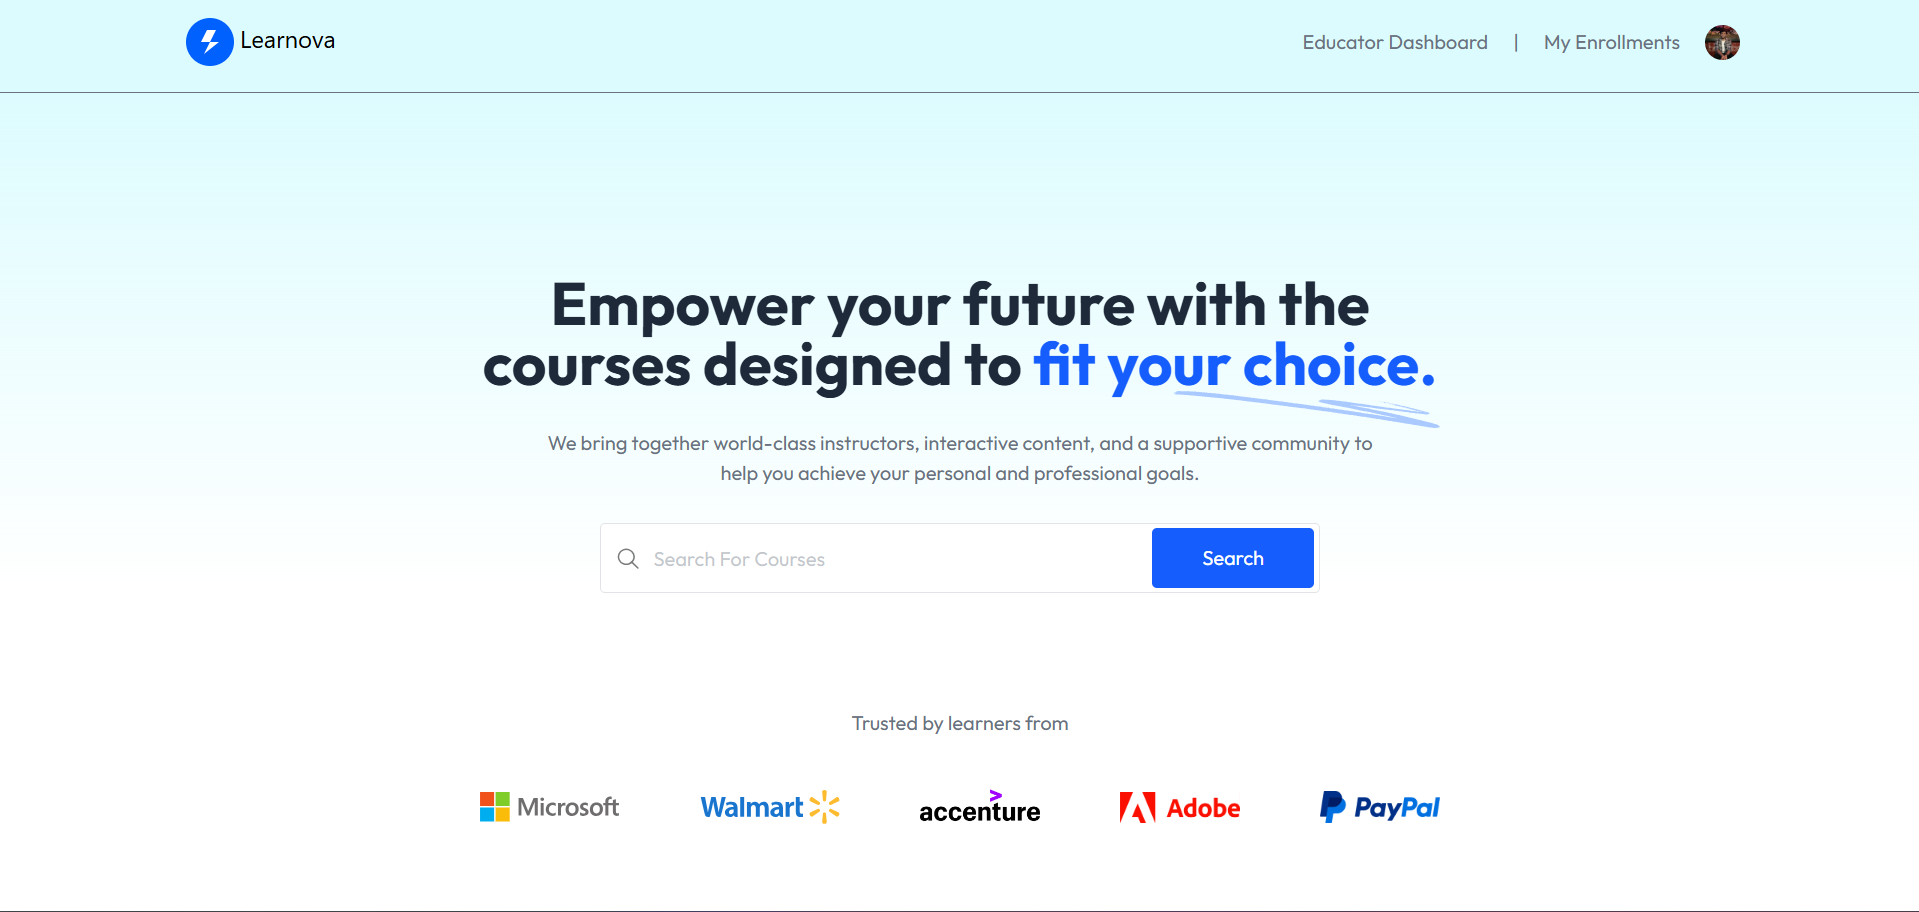 Learnova
Educator Dashboard | My Enrollments
Empower your future with the
courses designed to fit your choice.
We bring together world-class instructors, interactive content, and a supportive community to
help you achieve your personal and professional goals.
Search For Courses
Search
Trusted by learners from
Microsoft
Walmart
accenture
Adobe
PayPal